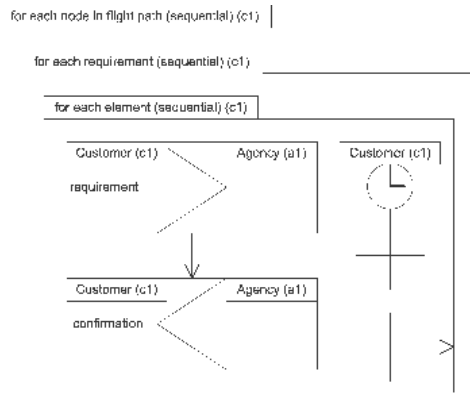 for each node in flight path (sequential) (c1)
for each requirement (sequential) (c1)
for each element (sequential) (c1)
Customer (c1) Agency (a1) Customer (c1)
requirement
Customer (c1) Agency (a1)
confirmation